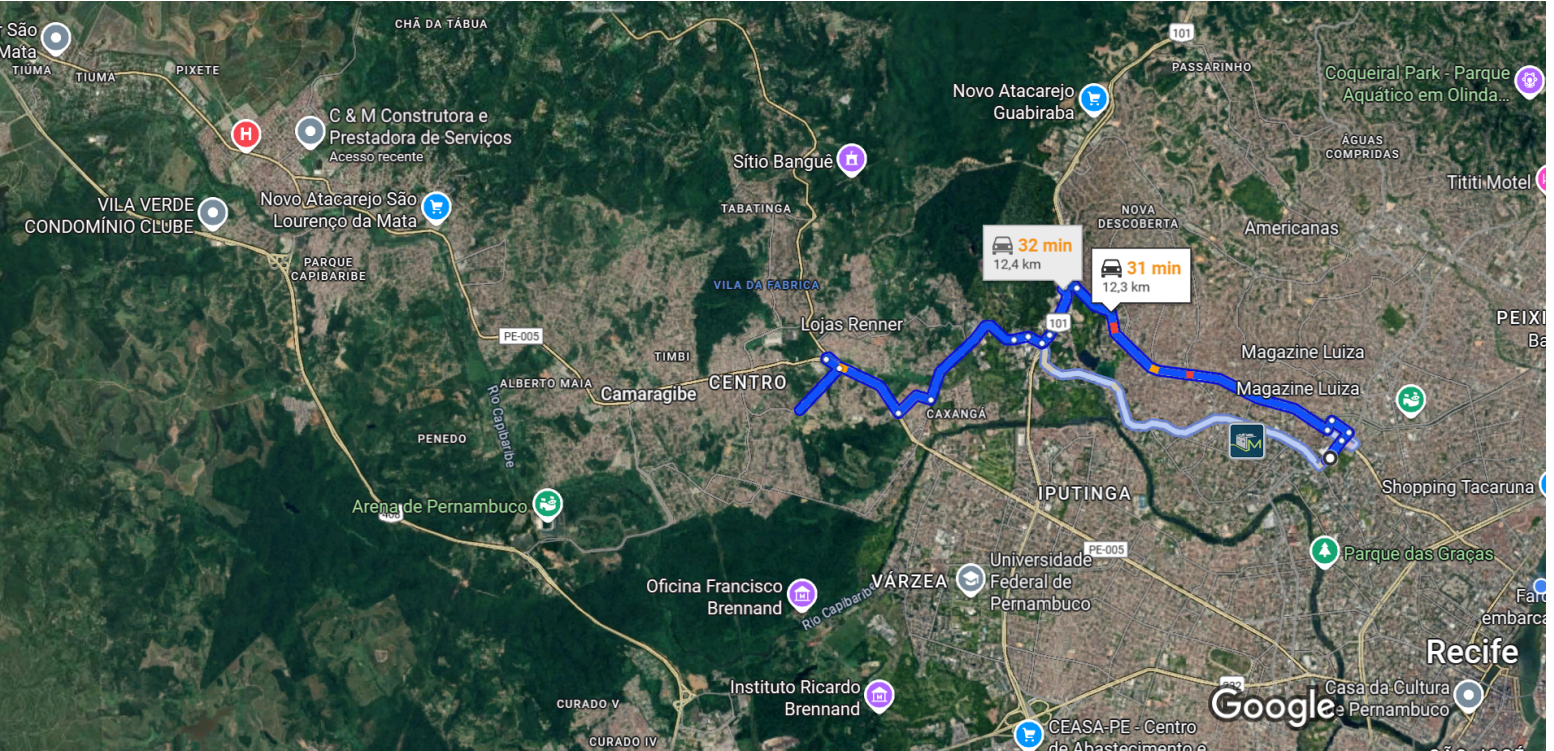 CHÃ DA TÁBUA
São
Mata
TIÚMA
TIUMA
PIXETE
101
PASSARINHO
Coqueiral Park - Parque
Aquático em Olinda...
Novo Atacarejo
Guabiraba
C & M Construtora e
Prestadora de Serviços
Acesso recente
H
Sítio Banguê
ÁGUAS
COMPRIDAS
Tititi Motel
VILA VERDE
CONDOMÍNIO CLUBE
Novo Atacarejo São
Lourenço da Mata
TABATINGA
NOVA
DESCOBERTA
Americanas
32 min
12,4 km
31 min
12,3 km
PARQUE
CAPIBARIBE
VILA DA FABRICA
Lojas Renner
101
PEIXI
Ba
PE-005
TIMBI
Magazine Luiza
ALBERTO MAIA
Camaragibe
CENTRO
Magazine Luiza
CAXANGÁ
Rio Capibaribe
PENEDO
M
Arena de Pernambuco
408
IPUTINGA
Shopping Tacaruna
PE-005
Parque das Graças
Oficina Francisco
Brennand
VÁRZEA
Universidade
Federal de
Pernambuco
Rio Capibaribe
embarca
Recife
Instituto Ricardo
Brennand
CURADO V
232
Google
Casa da Cultura
e Pernambuco
CEASA-PE - Centro
de Abastecimento e
CURADO IV